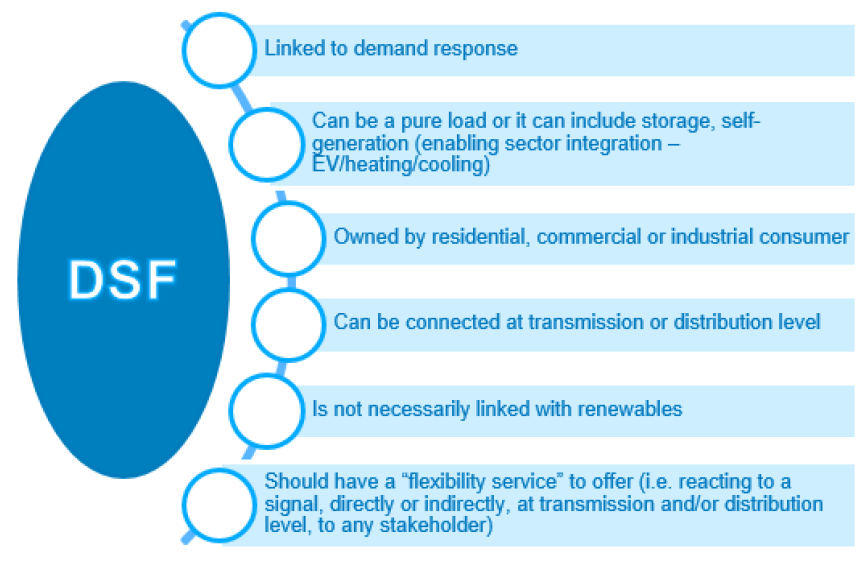 DSF
Linked to demand response
Can be a pure load or it can include storage, self-
generation (enabling sector integration –
EV/heating/cooling)
Owned by residential, commercial or industrial consumer
Can be connected at transmission or distribution level
Is not necessarily linked with renewables
Should have a “flexibility service” to offer (i.e. reacting to a
signal, directly or indirectly, at transmission and/or distribution
level, to any stakeholder)